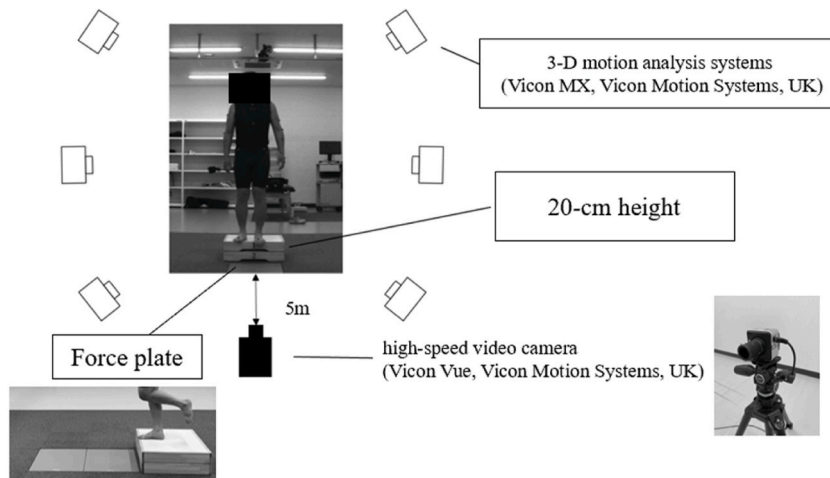 3-D motion analysis systems
(Vicon MX, Vicon Motion Systems, UK)
20-cm height
5m
Force plate
high-speed video camera
(Vicon Vue, Vicon Motion Systems, UK)